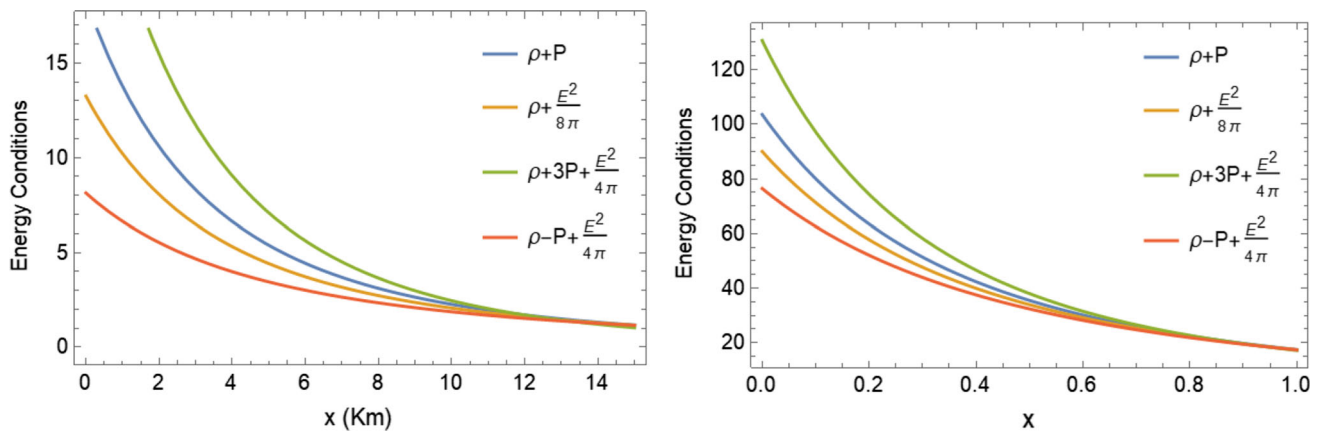 Energy Conditions
15
10
5
0
0 2 4 6 8 10 12 14
x (Km)
ρ+P
ρ+E²/8π
ρ+3P+E²/4π
ρ−P+E²/4π
Energy Conditions
120
100
80
60
40
20
0.0 0.2 0.4 0.6 0.8 1.0
x
ρ+P
ρ+E²/8π
ρ+3P+E²/4π
ρ−P+E²/4π